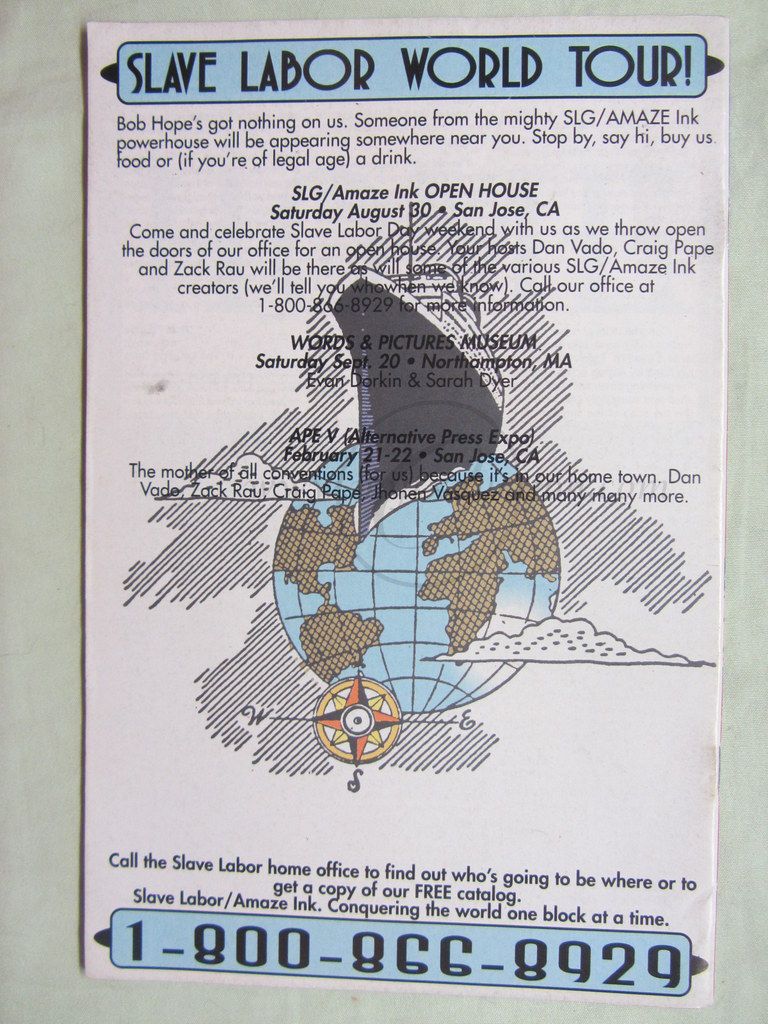 SLAVE LABOR WORLD TOUR!
Bob Hope's got nothing on us. Someone from the mighty SLG/AMAZE Ink
powerhouse will be appearing somewhere near you. Stop by, say hi, buy us
food or (if you're of legal age) a drink.
SLG/Amaze Ink OPEN HOUSE
Saturday August 30 • San Jose, CA
Come and celebrate Slave Labor Day weekend with us as we throw open
the doors of our office for an open house. Your hosts Dan Vado, Craig Pape
and Zack Rau will be there as will some of the various SLG/Amaze Ink
creators (we'll tell you whowhen we know). Call our office at
1-800-866-8929 for more information.
WORDS & PICTURES MUSEUM
Saturday Sept. 20 • Northampton, MA
Evan Dorkin & Sarah Dyer
APE V (Alternative Press Expo)
February 21-22 • San Jose, CA
The mother of all conventions (for us) because it's in our home town. Dan
Vado, Zack Rau, Craig Pape, Jhonen Vasquez and many many more.
W E
S
Call the Slave Labor home office to find out who's going to be where or to
get a copy of our FREE catalog.
Slave Labor/Amaze Ink. Conquering the world one block at a time.
1-800-866-8929